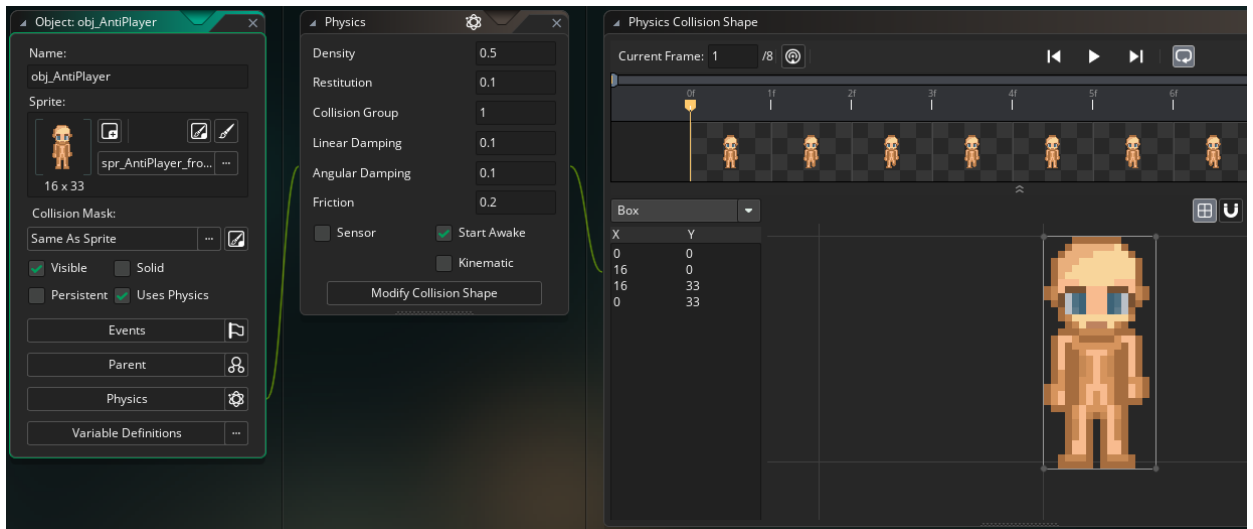 Object: obj_AntiPlayer
Name:
obj_AntiPlayer
Sprite:
spr_AntiPlayer_fro...
16 x 33
Collision Mask:
Same As Sprite
Visible
Solid
Persistent
Uses Physics
Events
Parent
Physics
Variable Definitions
Physics
Density 0.5
Restitution 0.1
Collision Group 1
Linear Damping 0.1
Angular Damping 0.1
Friction 0.2
Sensor
Start Awake
Kinematic
Modify Collision Shape
Physics Collision Shape
Current Frame: 1 /8
0f 1f 2f 3f 4f 5f 6f
Box
X Y
0 0
16 0
16 33
0 33